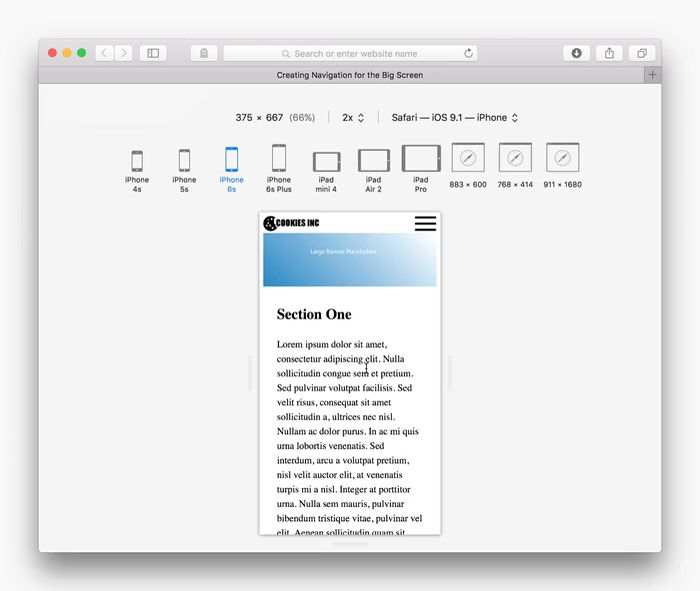 Search or enter website name
Creating Navigation for the Big Screen
375 × 667 (66%) 2x Safari — iOS 9.1 — iPhone
iPhone 4s
iPhone 5s
iPhone 6s
iPhone 6s Plus
iPad mini 4
iPad Air 2
iPad Pro
883 × 600
768 × 414
911 × 1680
COOKIES INC
Large Banner Placeholder
Section One
Lorem ipsum dolor sit amet,
consectetur adipiscing elit. Nulla
sollicitudin congue sem et pretium.
Sed pulvinar volutpat facilisis. Sed
velit risus, consequat sit amet
sollicitudin a, ultrices nec nisl.
Nullam ac dolor purus. In ac mi quis
urna lobortis venenatis. Sed
interdum, arcu a volutpat pretium,
nisl velit auctor elit, at venenatis
turpis mi a nisl. Integer at porttitor
urna. Nulla sem mauris, pulvinar
bibendum tristique vitae, pulvinar vel
elit. Aenean sollicitudin quam sit